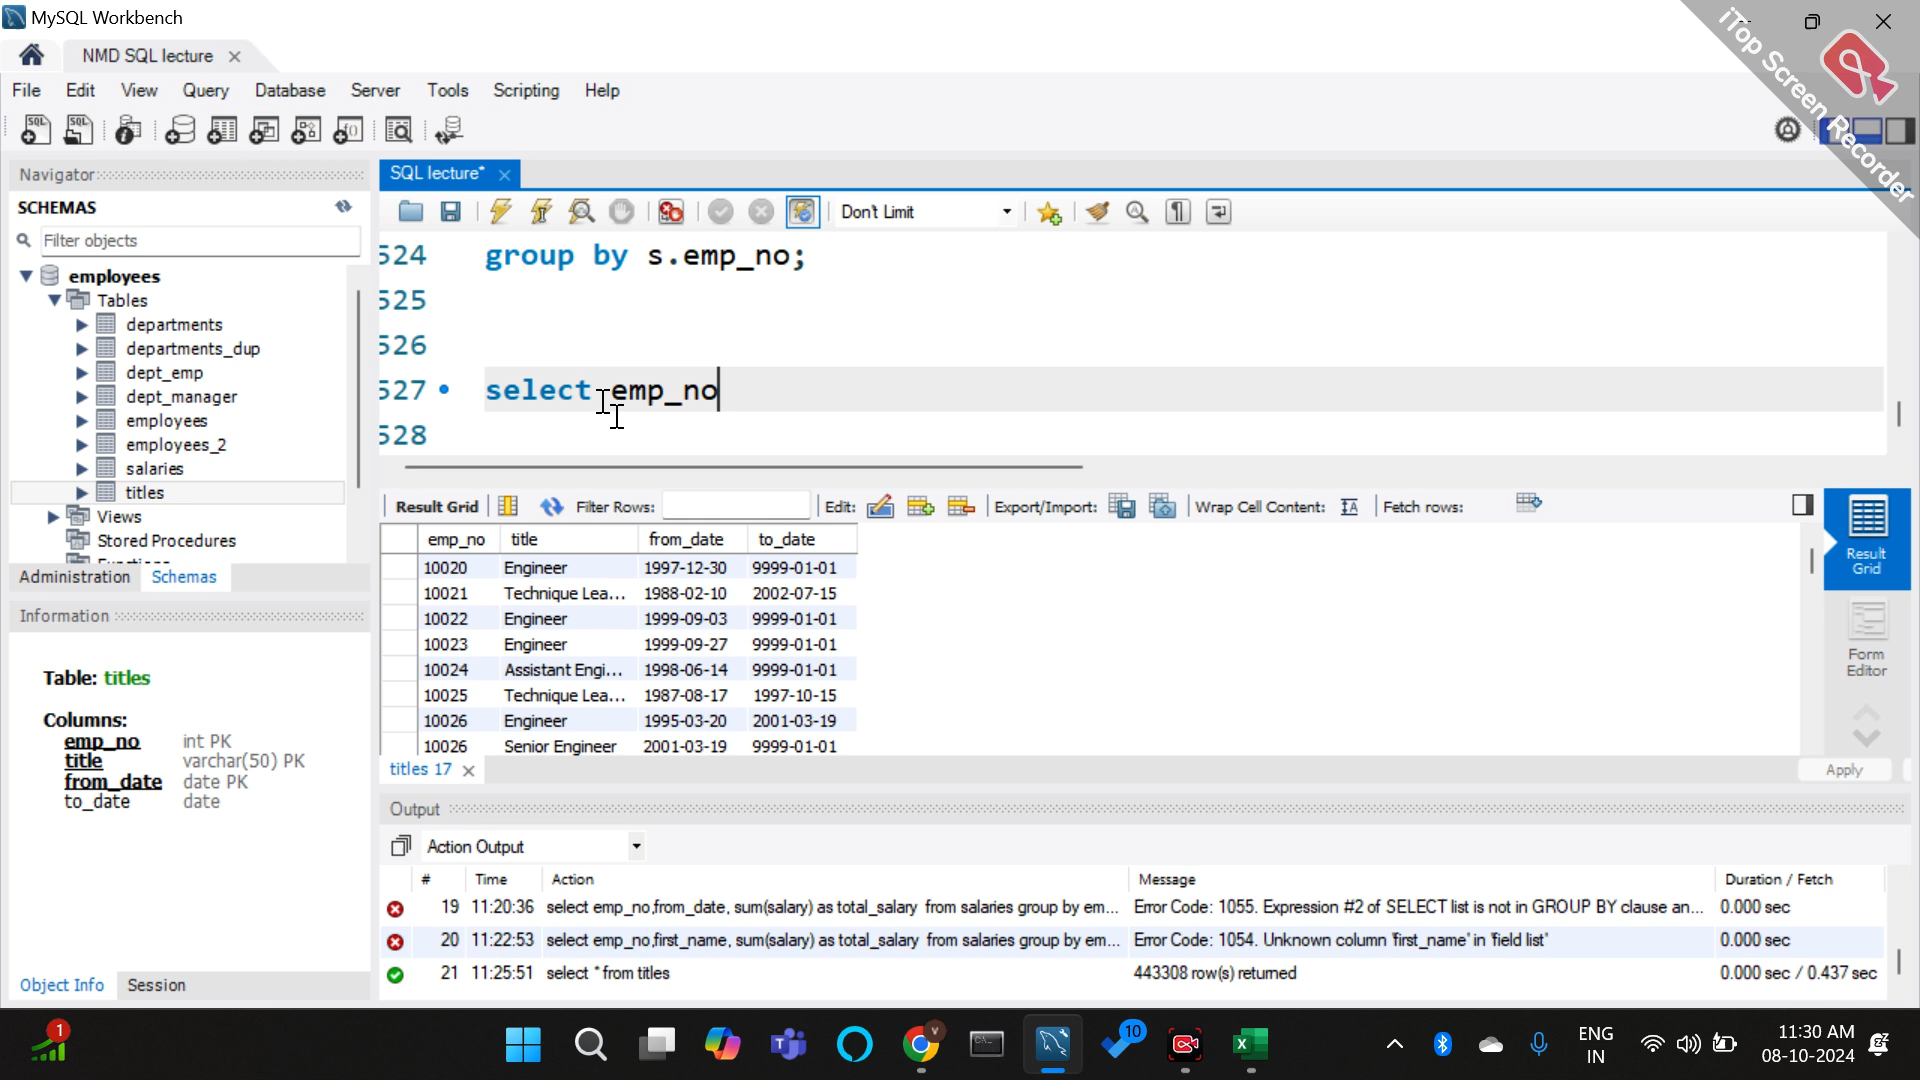 MySQL Workbench
iTop Screen Recorder
NMD SQL lecture
File Edit View Query Database Server Tools Scripting Help
Navigator
SQL lecture*
SCHEMAS
Don't Limit
Filter objects
employees
Tables
departments
departments_dup
dept_emp
dept_manager
employees
employees_2
salaries
titles
Views
Stored Procedures
Administration Schemas
524 group by s.emp_no;
525
526
527 select emp_no
528
Result Grid Filter Rows: Edit: Export/Import: Wrap Cell Content: Fetch rows:
emp_no title from_date to_date
10020 Engineer 1997-12-30 9999-01-01
10021 Technique Lea... 1988-02-10 2002-07-15
10022 Engineer 1999-09-03 9999-01-01
10023 Engineer 1999-09-27 9999-01-01
10024 Assistant Engi... 1998-06-14 9999-01-01
10025 Technique Lea... 1987-08-17 1997-10-15
10026 Engineer 1995-03-20 2001-03-19
10026 Senior Engineer 2001-03-19 9999-01-01
Result
Grid
Form
Editor
titles 17
Apply
Information
Table: titles
Columns:
emp_no int PK
title varchar(50) PK
from_date date PK
to_date date
Object Info Session
Output
Action Output
# Time Action Message Duration / Fetch
19 11:20:36 select emp_no,from_date, sum(salary) as total_salary from salaries group by em... Error Code: 1055. Expression #2 of SELECT list is not in GROUP BY clause an... 0.000 sec
20 11:22:53 select emp_no,first_name, sum(salary) as total_salary from salaries group by em... Error Code: 1054. Unknown column 'first_name' in 'field list' 0.000 sec
21 11:25:51 select * from titles 443308 row(s) returned 0.000 sec / 0.437 sec
1
10
ENG
IN
11:30 AM
08-10-2024